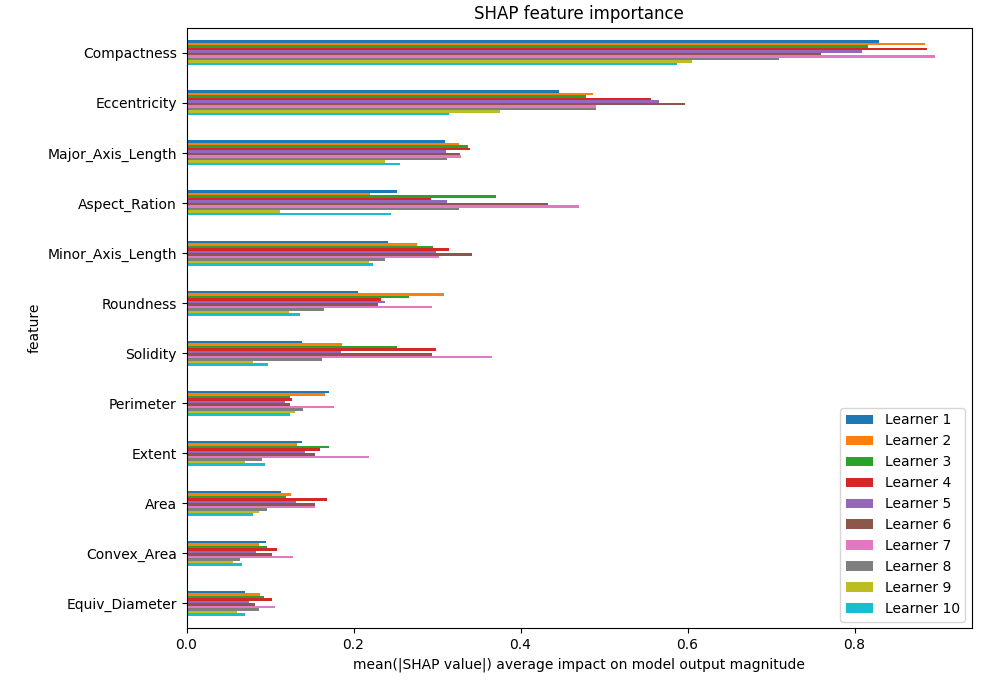 SHAP feature importance
Compactness
Eccentricity
Major_Axis_Length
Aspect_Ration
Minor_Axis_Length
Roundness
Solidity
Perimeter
Extent
Area
Convex_Area
Equiv_Diameter
feature
Learner 1
Learner 2
Learner 3
Learner 4
Learner 5
Learner 6
Learner 7
Learner 8
Learner 9
Learner 10
0.0 0.2 0.4 0.6 0.8
mean(|SHAP value|) average impact on model output magnitude